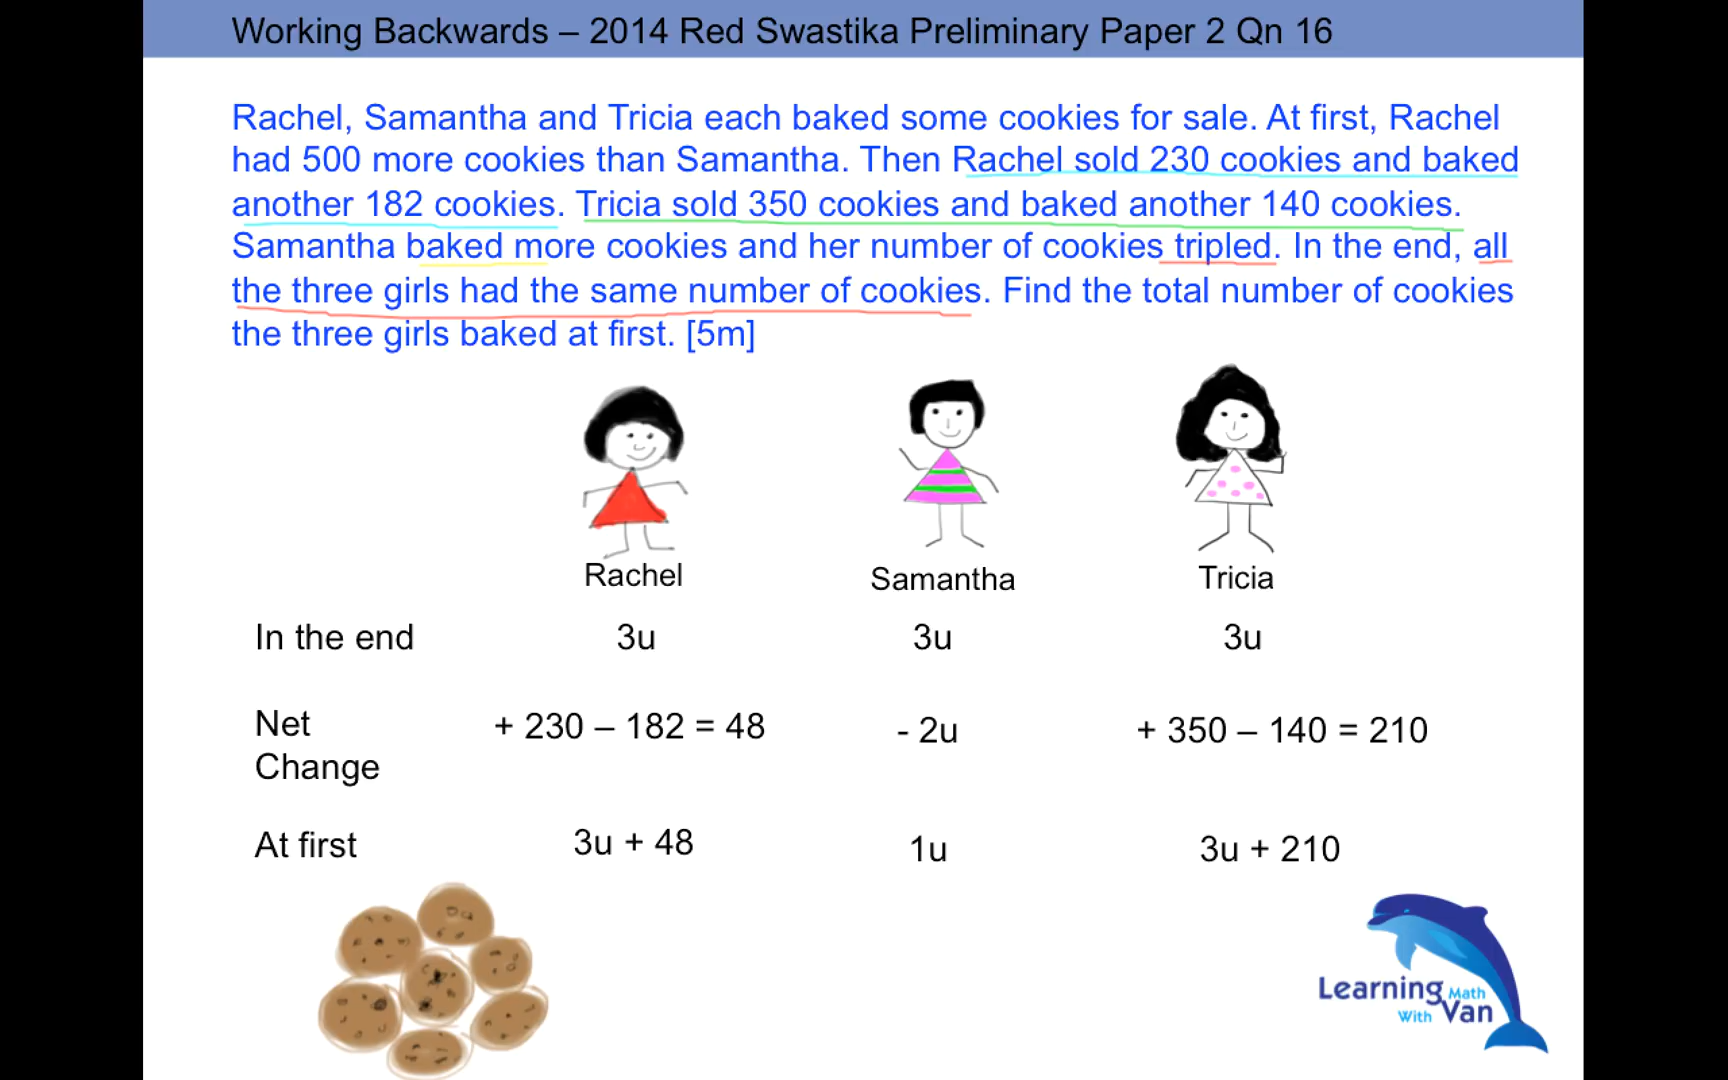 Working Backwards – 2014 Red Swastika Preliminary Paper 2 Qn 16
Rachel, Samantha and Tricia each baked some cookies for sale. At first, Rachel
had 500 more cookies than Samantha. Then Rachel sold 230 cookies and baked
another 182 cookies. Tricia sold 350 cookies and baked another 140 cookies.
Samantha baked more cookies and her number of cookies tripled. In the end, all
the three girls had the same number of cookies. Find the total number of cookies
the three girls baked at first. [5m]
Rachel Samantha Tricia
In the end 3u 3u 3u
Net + 230 – 182 = 48 - 2u + 350 – 140 = 210
Change
At first 3u + 48 1u 3u + 210
Learning Math
With Van